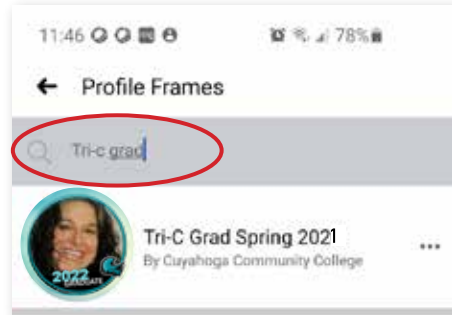 11:46 78%
Profile Frames
Tri-c grad
Tri-C Grad Spring 2021
By Cuyahoga Community College
2022
GRADUATE